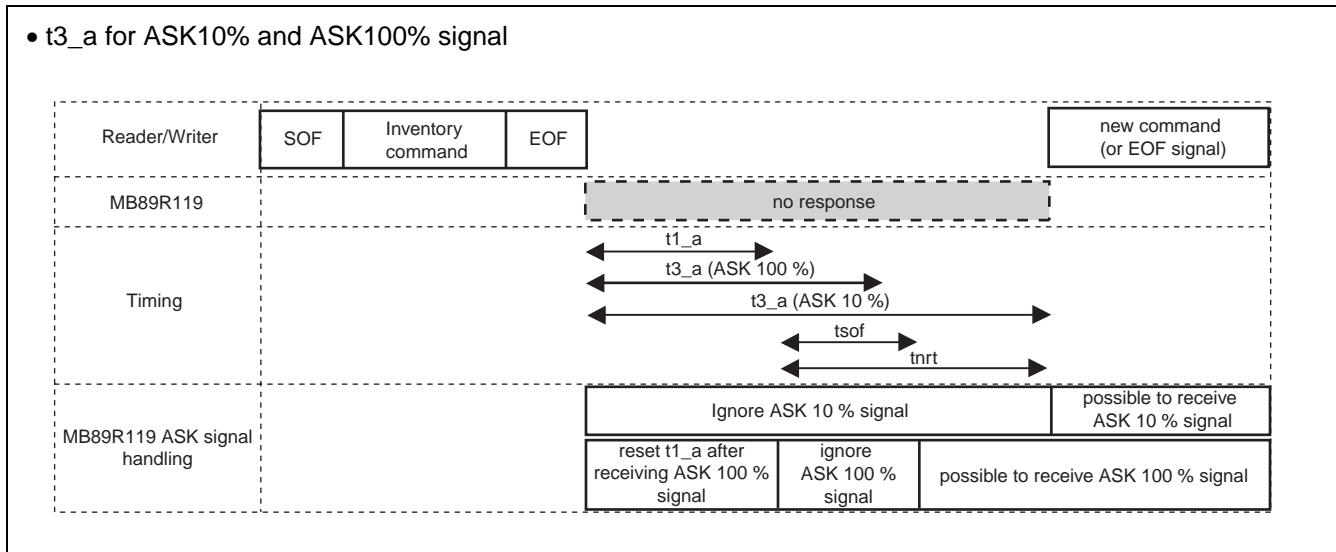 • t3_a for ASK10% and ASK100% signal
Reader/Writer
SOF
Inventory
command
EOF
new command
(or EOF signal)
MB89R119
no response
Timing
t1_a
t3_a (ASK 100 %)
t3_a (ASK 10 %)
tsof
tnrt
MB89R119 ASK signal
handling
Ignore ASK 10 % signal
possible to receive
ASK 10 % signal
reset t1_a after
receiving ASK 100 %
signal
ignore
ASK 100 %
signal
possible to receive ASK 100 % signal